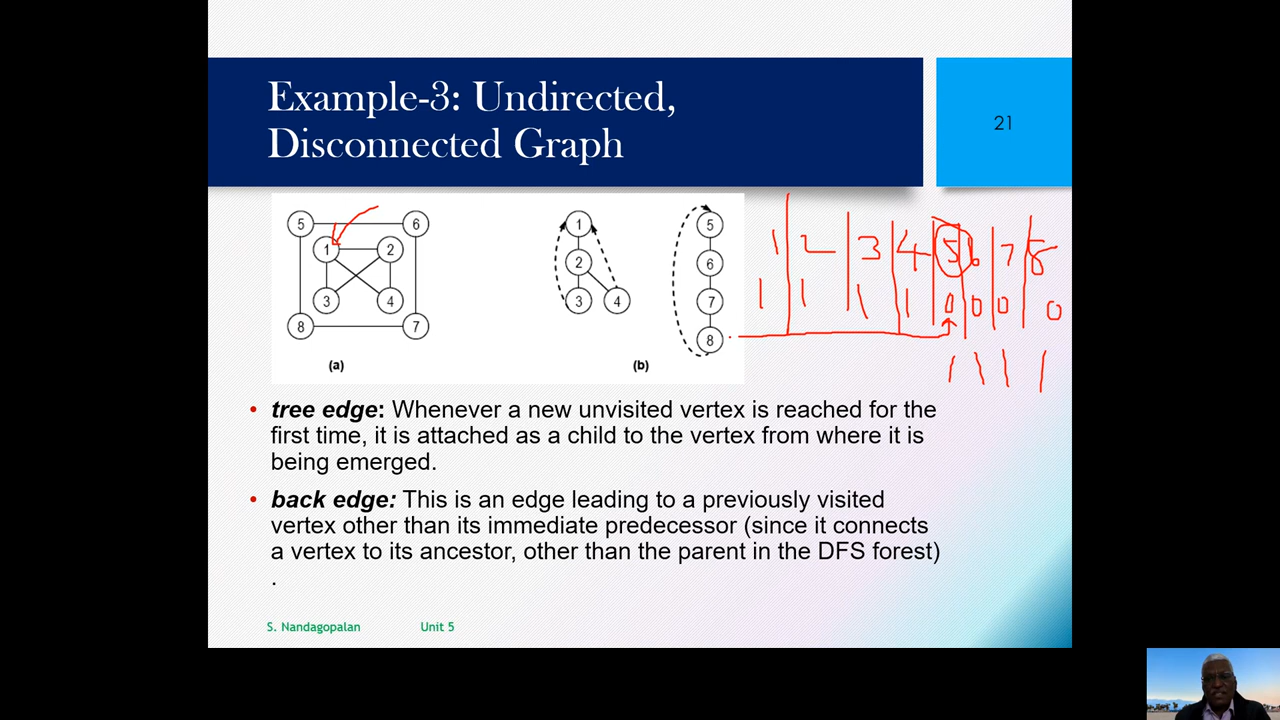 Example-3: Undirected,
Disconnected Graph
21
5 6
1 2
3 4
8 7
(a)
1
2
3 4
(b)
5
6
7
8
1 2 3 4 5 6 7 8
1 1 1 1 0 0 0 0
1 1 1 1
• tree edge: Whenever a new unvisited vertex is reached for the
first time, it is attached as a child to the vertex from where it is
being emerged.
• back edge: This is an edge leading to a previously visited
vertex other than its immediate predecessor (since it connects
a vertex to its ancestor, other than the parent in the DFS forest)
.
S. Nandagopalan Unit 5